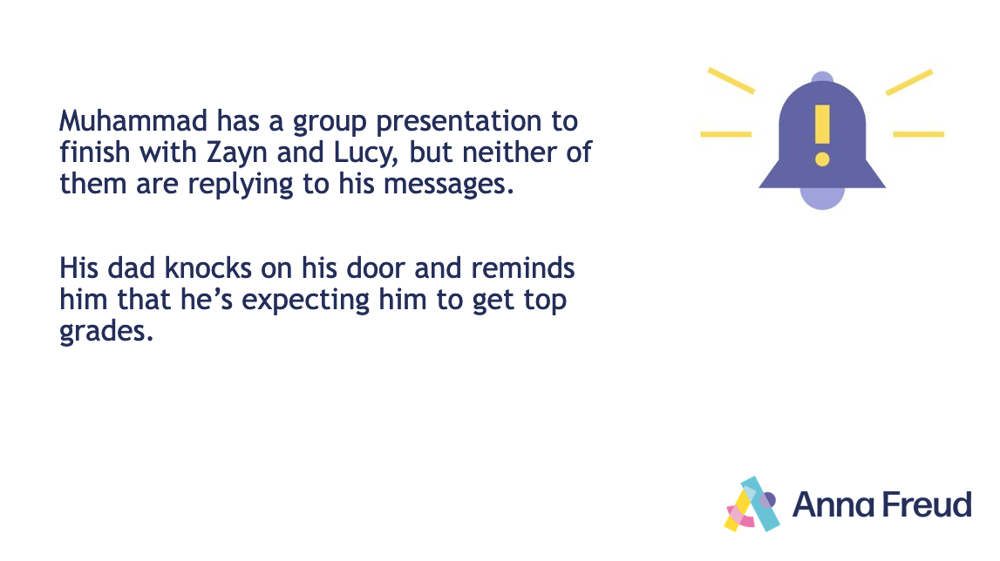 Muhammad has a group presentation to
finish with Zayn and Lucy, but neither of
them are replying to his messages.
His dad knocks on his door and reminds
him that he’s expecting him to get top
grades.
!
Anna Freud